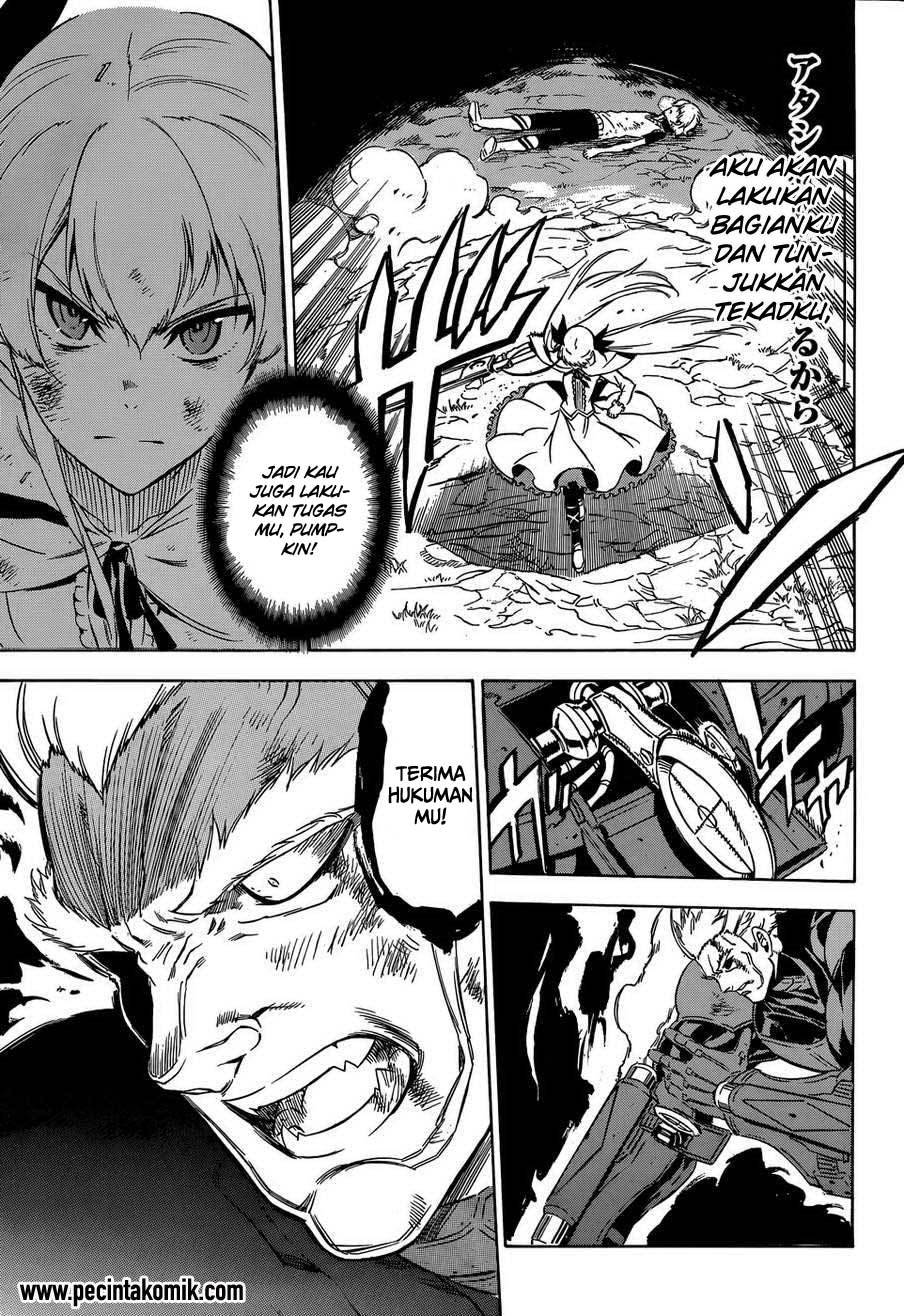 アタシ
AKU AKAN
LAKUKAN
BAGIANKU
DAN TUN-
JUKKAN
TEKADKU,
るから
JADI KAU
JUGA LAKU-
KAN TUGAS
MU, PUMP-
KIN!
TERIMA
HUKUMAN
MU!
www.pecintakomik.com